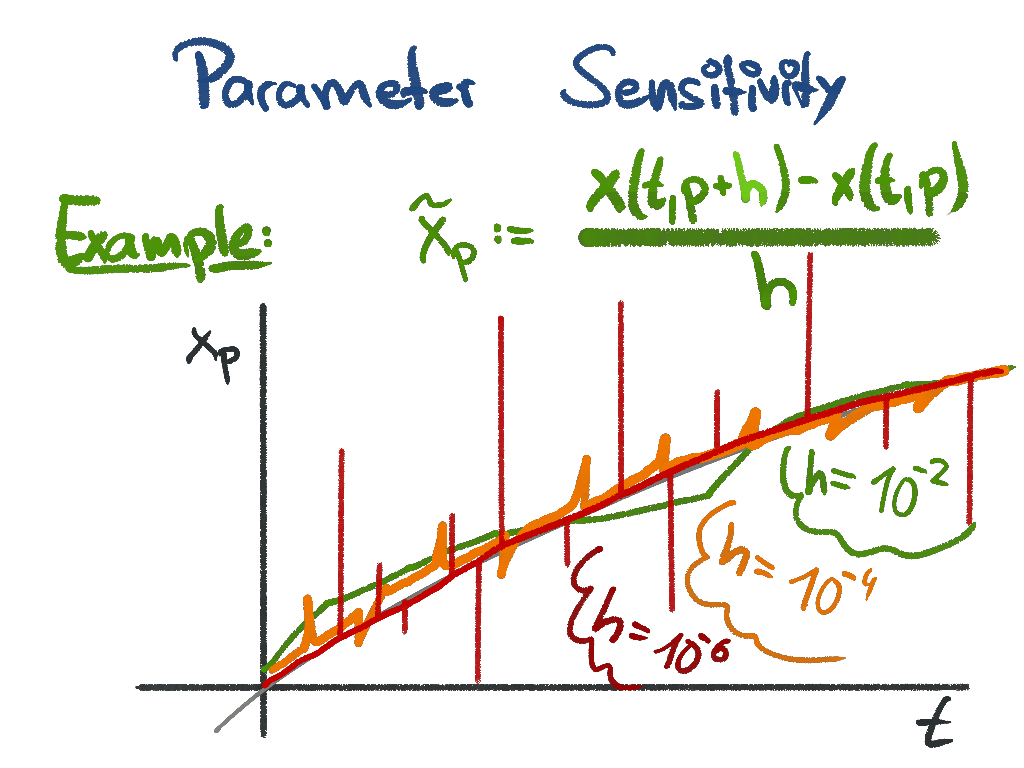 Parameter Sensitivity
Example:
x̃ₚ := x(t,p+h) - x(t,p)
h
xₚ
h = 10⁻²
h = 10⁻⁴
h = 10⁻⁶
t